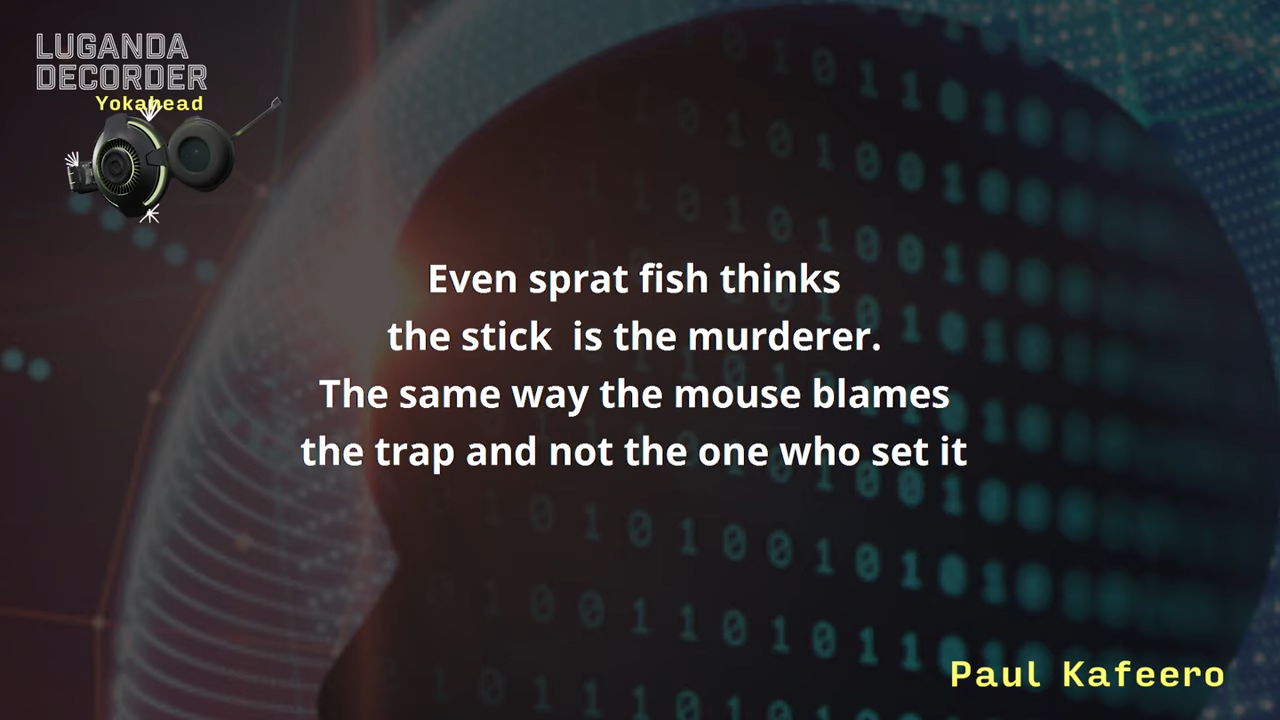 LUGANDA
DECORDER
Yokahead
Even sprat fish thinks
the stick  is the murderer.
The same way the mouse blames
the trap and not the one who set it
Paul Kafeero